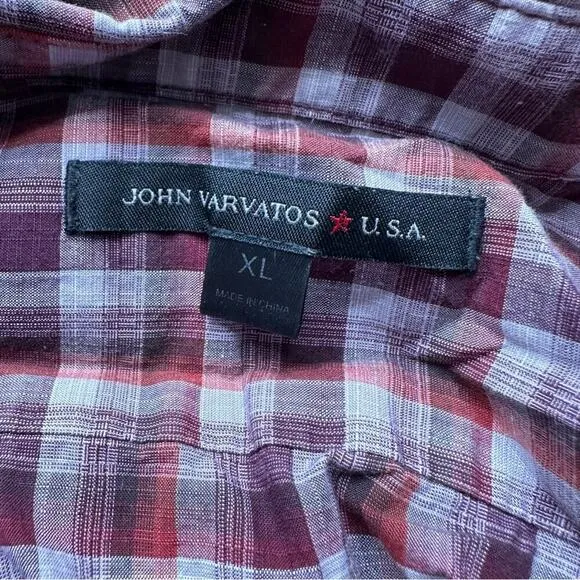 JOHN VARVATOS ★ U.S.A.
XL
MADE IN CHINA